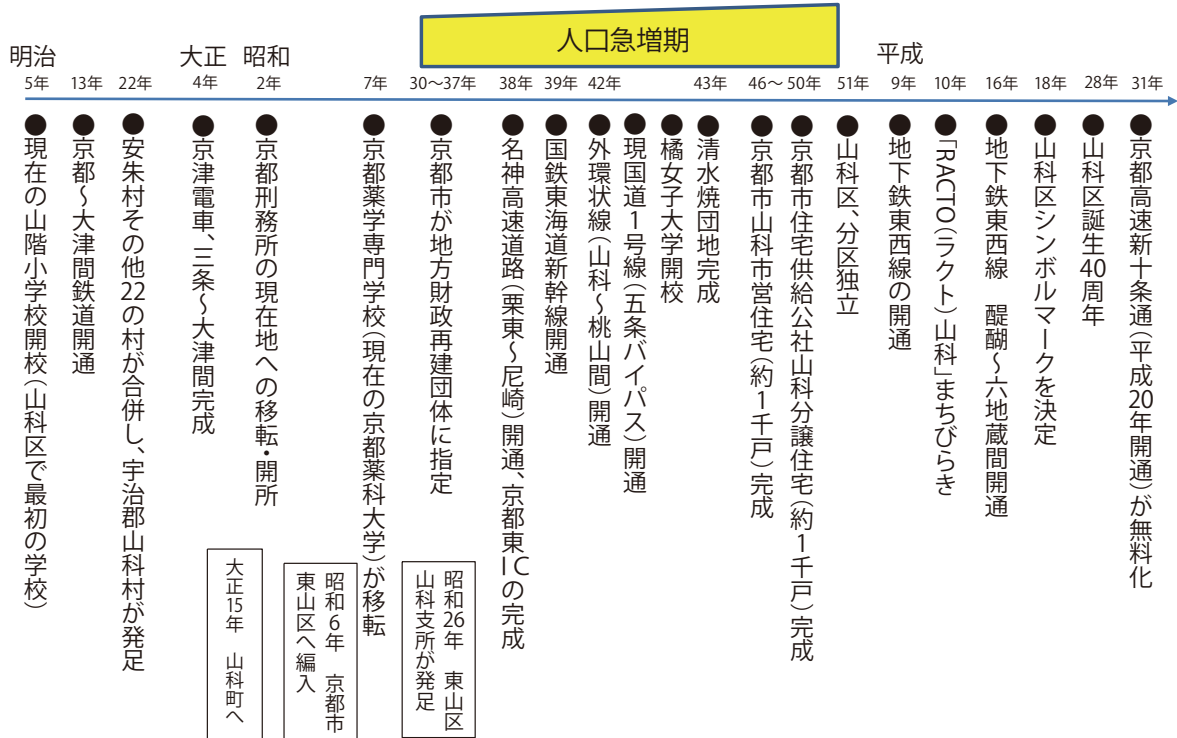 人口急増期
明治
大正
昭和
平成
5年
13年
22年
4年
2年
7年
30〜37年
38年
39年
42年
43年
46〜50年
51年
9年
10年
16年
18年
28年
31年
●現在の山階小学校開校（山科区で最初の学校）
●京都〜大津間鉄道開通
●安朱村その他22の村が合併し、宇治郡山科村が発足
●京津電車、三条〜大津間完成
●京都刑務所の現在地への移転・開所
●京都薬学専門学校（現在の京都薬科大学）が移転
●京都市が地方財政再建団体に指定
●名神高速道路（栗東〜尼崎）開通、京都東ICの完成
●国鉄東海道新幹線開通
●外環状線（山科〜桃山間）開通
●現国道1号線（五条バイパス）開通
●橘女子大学開校
●清水焼団地完成
●京都市山科市営住宅（約1千戸）完成
●京都市住宅供給公社山科分譲住宅（約1千戸）完成
●山科区、分区独立
●地下鉄東西線の開通
●「RACTO（ラクト）山科」まちびらき
●地下鉄東西線　醍醐〜六地蔵間開通
●山科区シンボルマークを決定
●山科区誕生40周年
●京都高速新十条通（平成20年開通）が無料化
大正15年　山科町へ
昭和6年　京都市
東山区へ編入
昭和26年　東山区
山科支所が発足